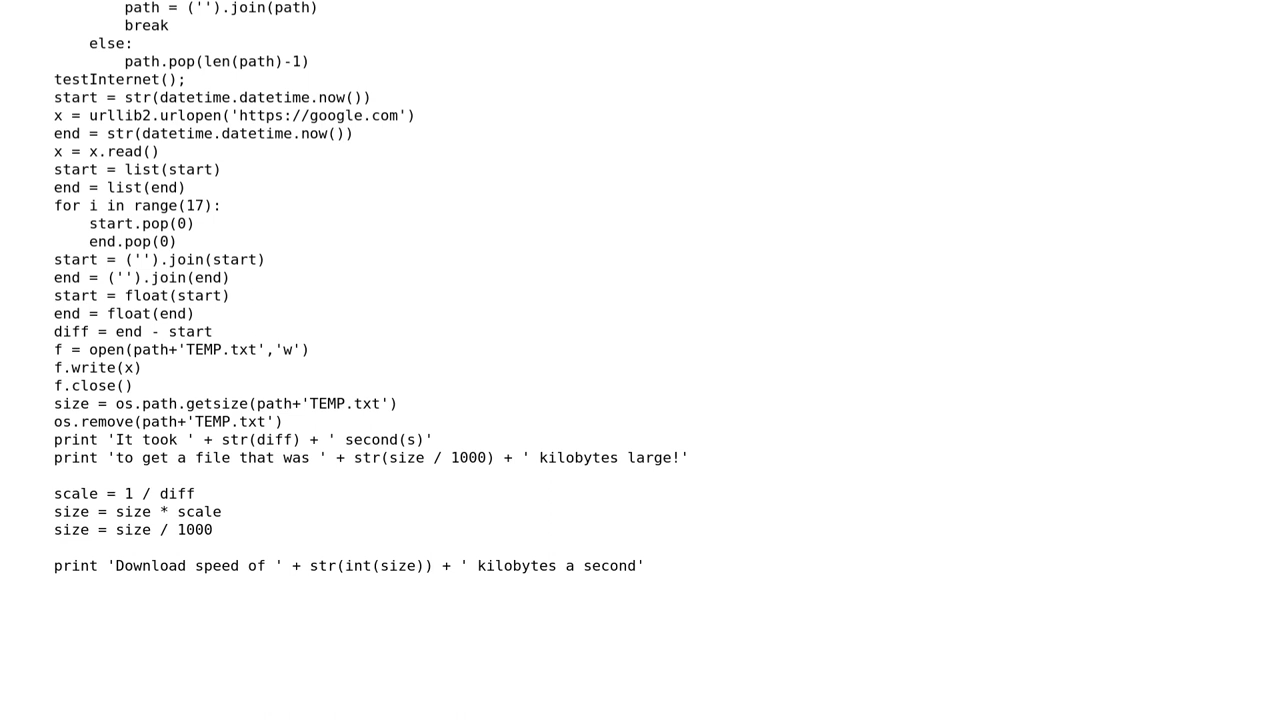 path = ('').join(path)
break
else:
path.pop(len(path)-1)
testInternet();
start = str(datetime.datetime.now())
x = urllib2.urlopen('https://google.com')
end = str(datetime.datetime.now())
x = x.read()
start = list(start)
end = list(end)
for i in range(17):
start.pop(0)
end.pop(0)
start = ('').join(start)
end = ('').join(end)
start = float(start)
end = float(end)
diff = end - start
f = open(path+'TEMP.txt','w')
f.write(x)
f.close()
size = os.path.getsize(path+'TEMP.txt')
os.remove(path+'TEMP.txt')
print 'It took ' + str(diff) + ' second(s)'
print 'to get a file that was ' + str(size / 1000) + ' kilobytes large!'
scale = 1 / diff
size = size * scale
size = size / 1000
print 'Download speed of ' + str(int(size)) + ' kilobytes a second'